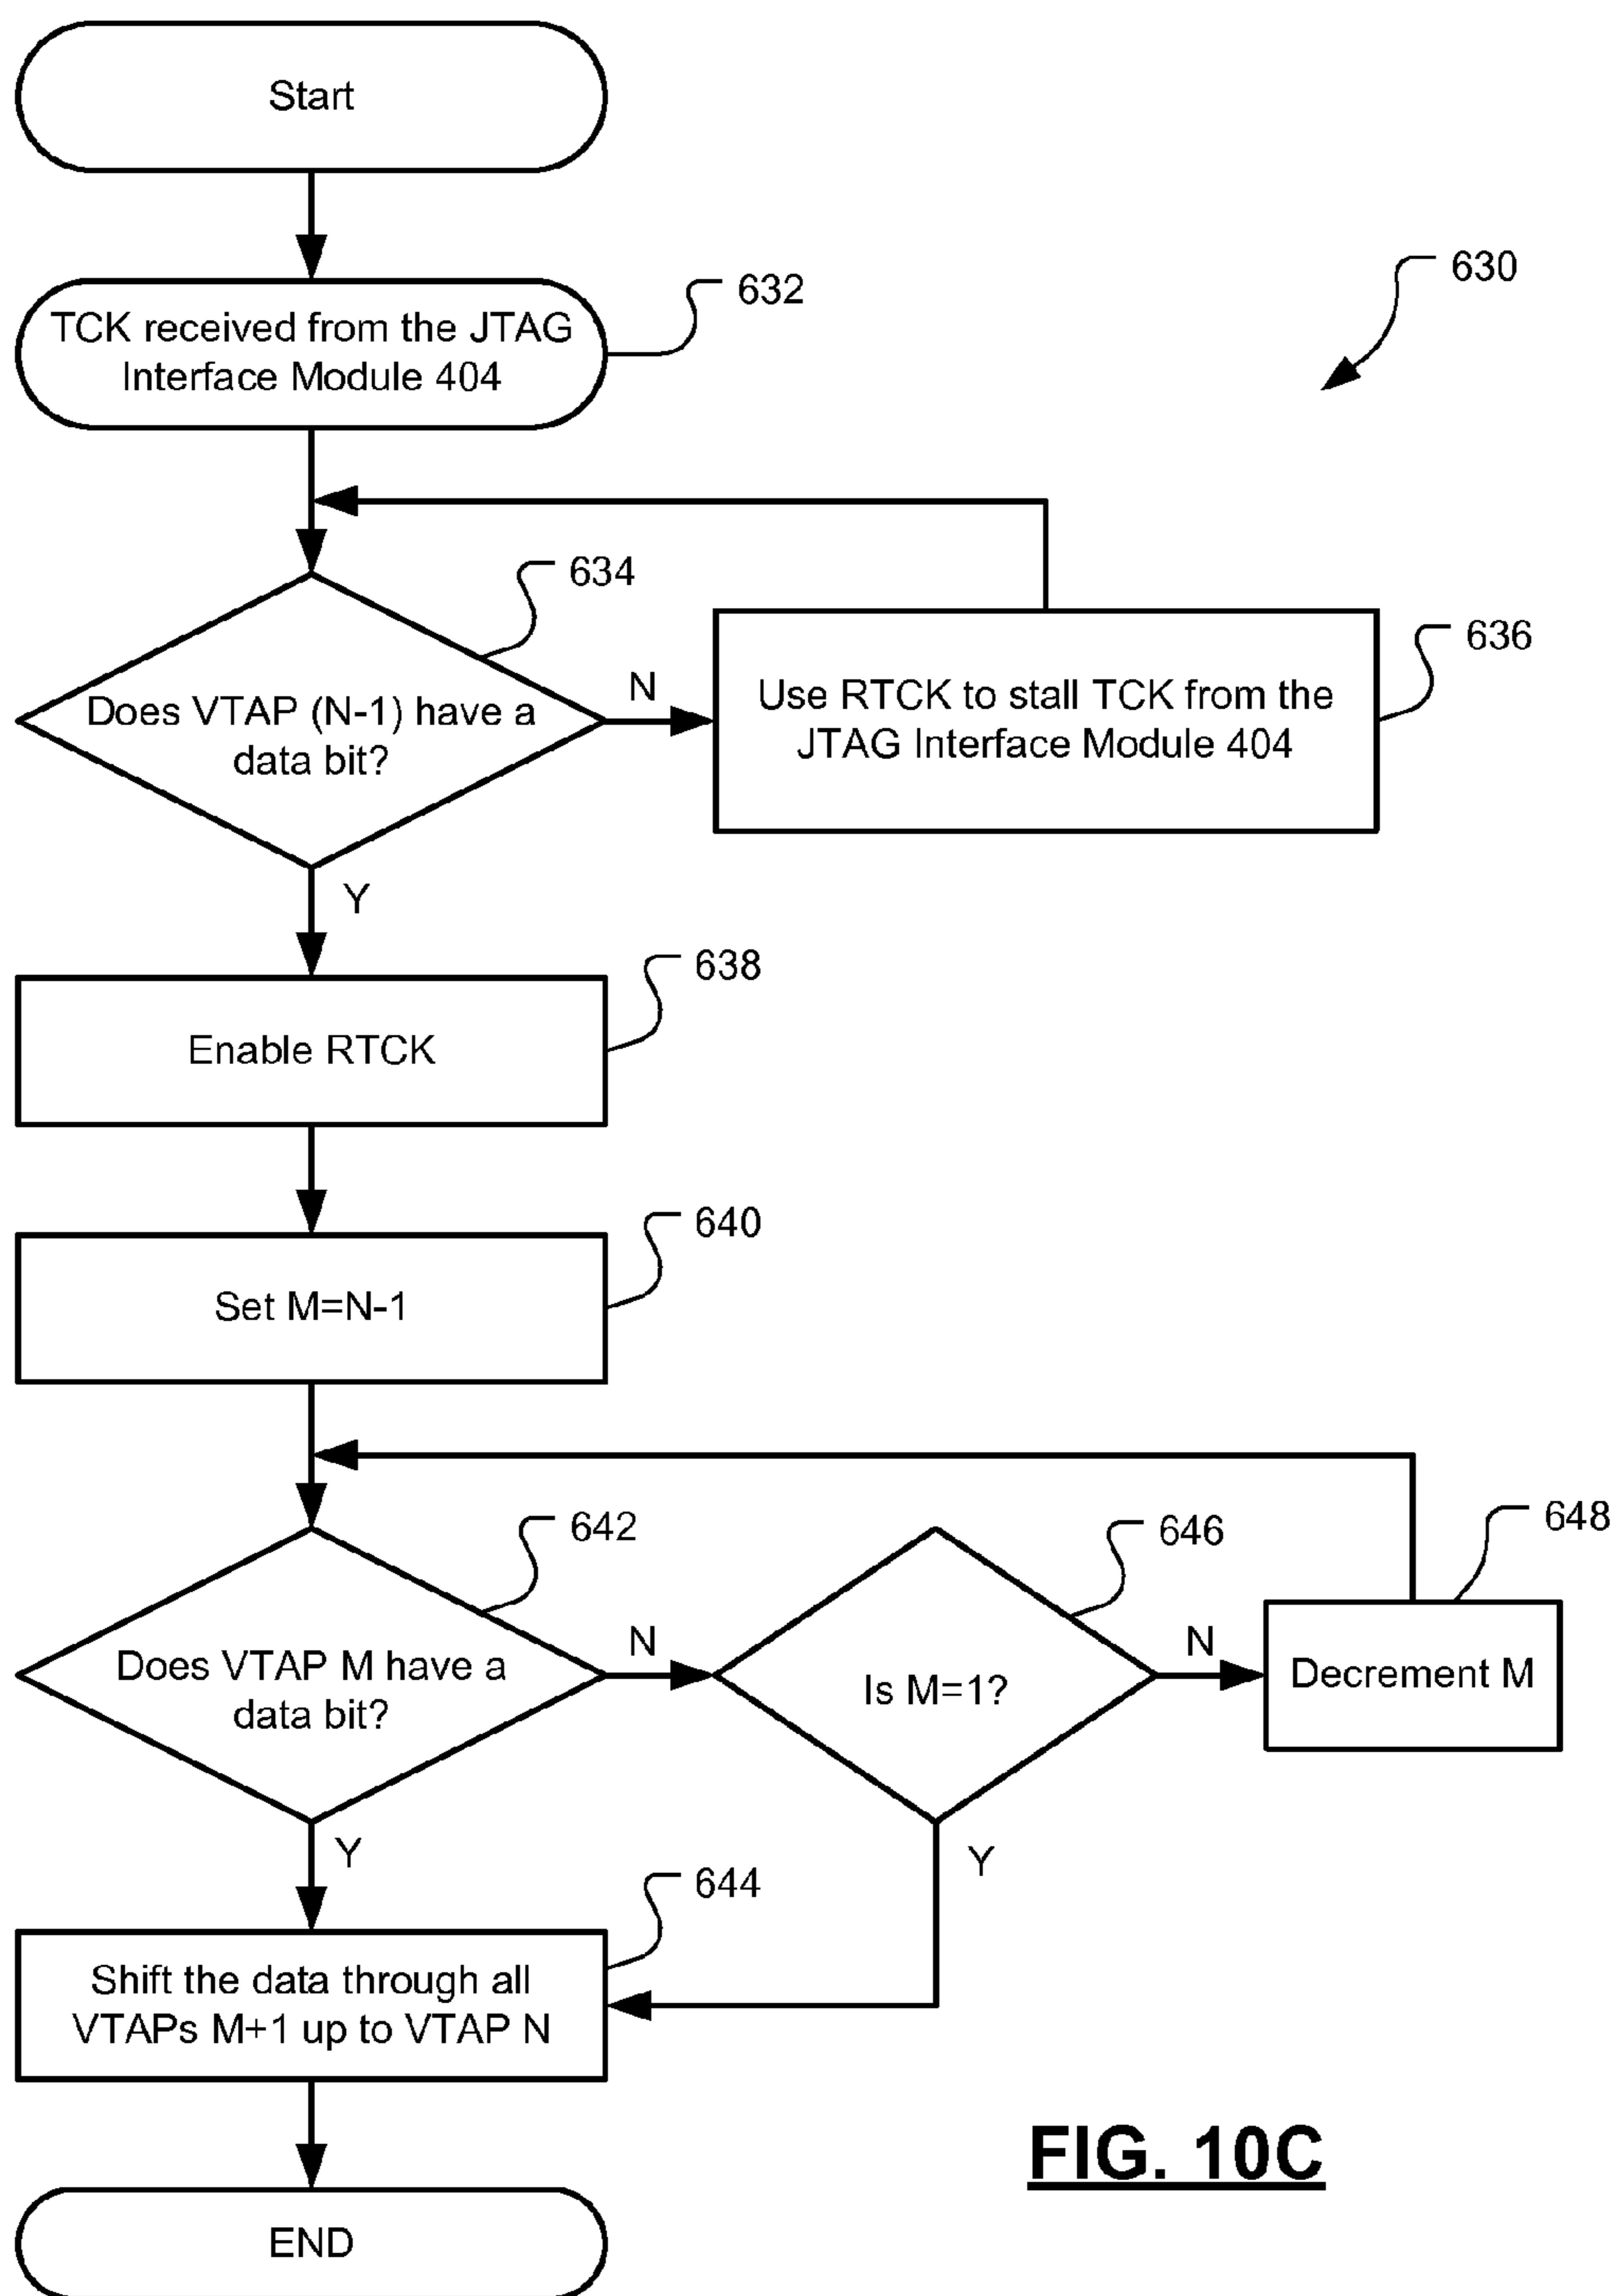 Start
630
632
TCK received from the JTAG
Interface Module 404
634
636
Does VTAP (N-1) have a
data bit?
N
Use RTCK to stall TCK from the
JTAG Interface Module 404
Y
638
Enable RTCK
640
Set M=N-1
642
646
648
Does VTAP M have a
data bit?
N
Is M=1?
N
Decrement M
Y
Y
644
Shift the data through all
VTAPs M+1 up to VTAP N
FIG. 10C
END